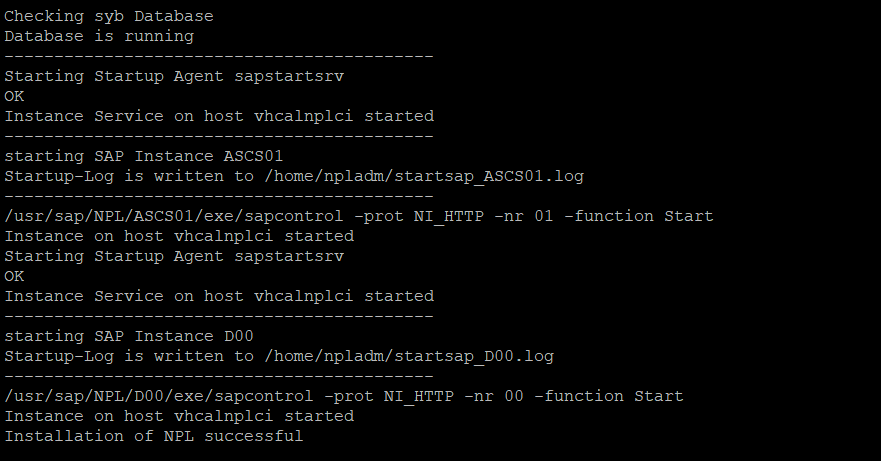 Checking syb Database
Database is running
-------------------------------------------
Starting Startup Agent sapstartsrv
OK
Instance Service on host vhcalnplci started
-------------------------------------------
starting SAP Instance ASCS01
Startup-Log is written to /home/npladm/startsap_ASCS01.log
-------------------------------------------
/usr/sap/NPL/ASCS01/exe/sapcontrol -prot NI_HTTP -nr 01 -function Start
Instance on host vhcalnplci started
Starting Startup Agent sapstartsrv
OK
Instance Service on host vhcalnplci started
-------------------------------------------
starting SAP Instance D00
Startup-Log is written to /home/npladm/startsap_D00.log
-------------------------------------------
/usr/sap/NPL/D00/exe/sapcontrol -prot NI_HTTP -nr 00 -function Start
Instance on host vhcalnplci started
Installation of NPL successful